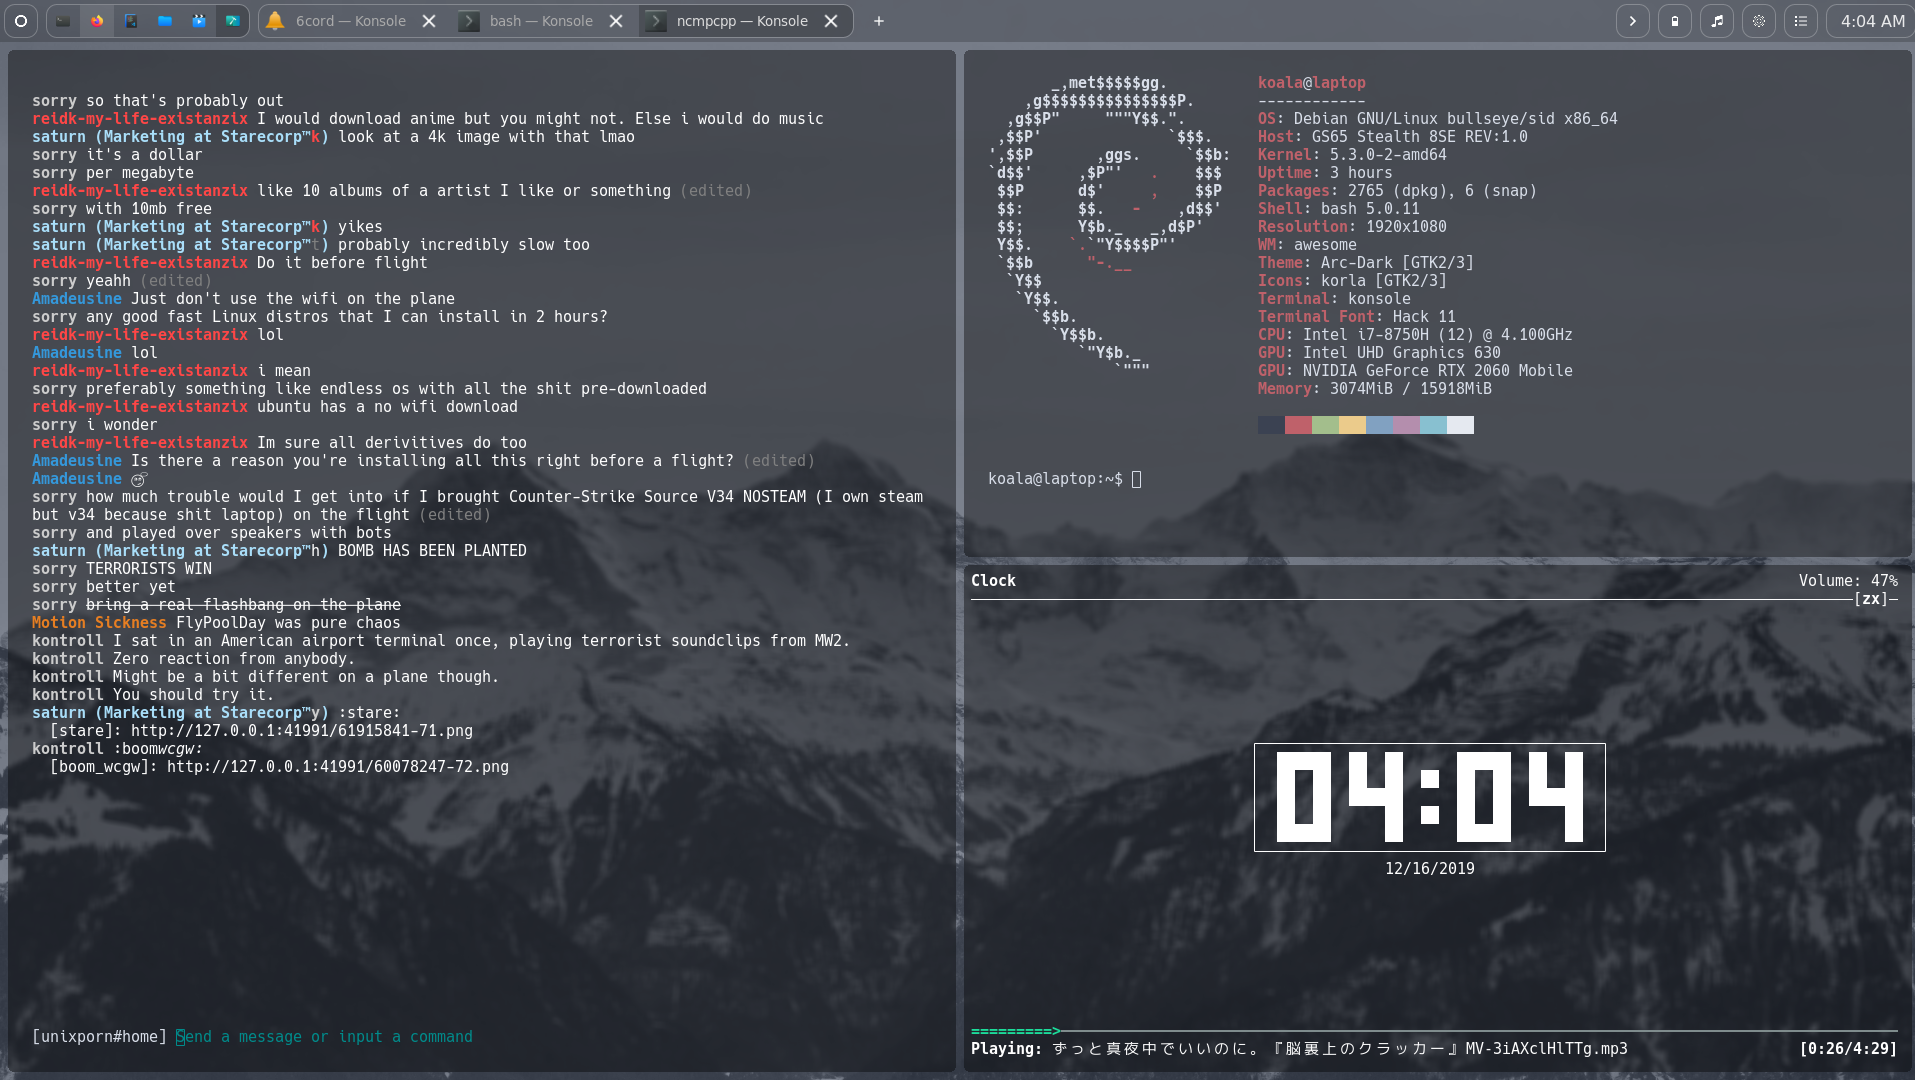 6cord — Konsole
bash — Konsole
ncmpcpp — Konsole
4:04 AM
sorry so that's probably out
reidk-my-life-existanzix I would download anime but you might not. Else i would do music
saturn (Marketing at Starecorp™k) look at a 4k image with that lmao
sorry it's a dollar
sorry per megabyte
reidk-my-life-existanzix like 10 albums of a artist I like or something (edited)
sorry with 10mb free
saturn (Marketing at Starecorp™k) yikes
saturn (Marketing at Starecorp™t) probably incredibly slow too
reidk-my-life-existanzix Do it before flight
sorry yeahh (edited)
Amadeusine Just don't use the wifi on the plane
sorry any good fast Linux distros that I can install in 2 hours?
reidk-my-life-existanzix lol
Amadeusine lol
reidk-my-life-existanzix i mean
sorry preferably something like endless os with all the shit pre-downloaded
reidk-my-life-existanzix ubuntu has a no wifi download
sorry i wonder
reidk-my-life-existanzix Im sure all derivitives do too
Amadeusine Is there a reason you're installing all this right before a flight? (edited)
Amadeusine
sorry how much trouble would I get into if I brought Counter-Strike Source V34 NOSTEAM (I own steam
but v34 because shit laptop) on the flight (edited)
sorry and played over speakers with bots
saturn (Marketing at Starecorp™h) BOMB HAS BEEN PLANTED
sorry TERRORISTS WIN
sorry better yet
sorry bring a real flashbang on the plane
Motion Sickness FlyPoolDay was pure chaos
kontroll I sat in an American airport terminal once, playing terrorist soundclips from MW2.
kontroll Zero reaction from anybody.
kontroll Might be a bit different on a plane though.
kontroll You should try it.
saturn (Marketing at Starecorp™y) :stare:
[stare]: http://127.0.0.1:41991/61915841-71.png
kontroll :boomwcgw:
[boom_wcgw]: http://127.0.0.1:41991/60078247-72.png
[unixporn#home] Send a message or input a command
         _,met$$$$$gg.
    ,g$$$$$$$$$$$$$$$P.
  ,g$$P"     """Y$$.".
 ,$$P'              `$$$.
',$$P       ,ggs.     `$$b:
`d$$'     ,$P"'   .    $$$
 $$P      d$'     ,    $$P
 $$:      $$.   -    ,d$$'
 $$;      Y$b._   _,d$P'
 Y$$.    `.`"Y$$$$P"'
 `$$b      "-.__
  `Y$$
   `Y$$.
     `$$b.
       `Y$$b.
          `"Y$b._
              `"""
koala@laptop
------------
OS: Debian GNU/Linux bullseye/sid x86_64
Host: GS65 Stealth 8SE REV:1.0
Kernel: 5.3.0-2-amd64
Uptime: 3 hours
Packages: 2765 (dpkg), 6 (snap)
Shell: bash 5.0.11
Resolution: 1920x1080
WM: awesome
Theme: Arc-Dark [GTK2/3]
Icons: korla [GTK2/3]
Terminal: konsole
Terminal Font: Hack 11
CPU: Intel i7-8750H (12) @ 4.100GHz
GPU: Intel UHD Graphics 630
GPU: NVIDIA GeForce RTX 2060 Mobile
Memory: 3074MiB / 15918MiB
koala@laptop:~$
Clock Volume: 47%
[zx]
04:04
12/16/2019
=========>
Playing: ずっと真夜中でいいのに。『脳裏上のクラッカー』MV-3iAXclHlTTg.mp3 [0:26/4:29]